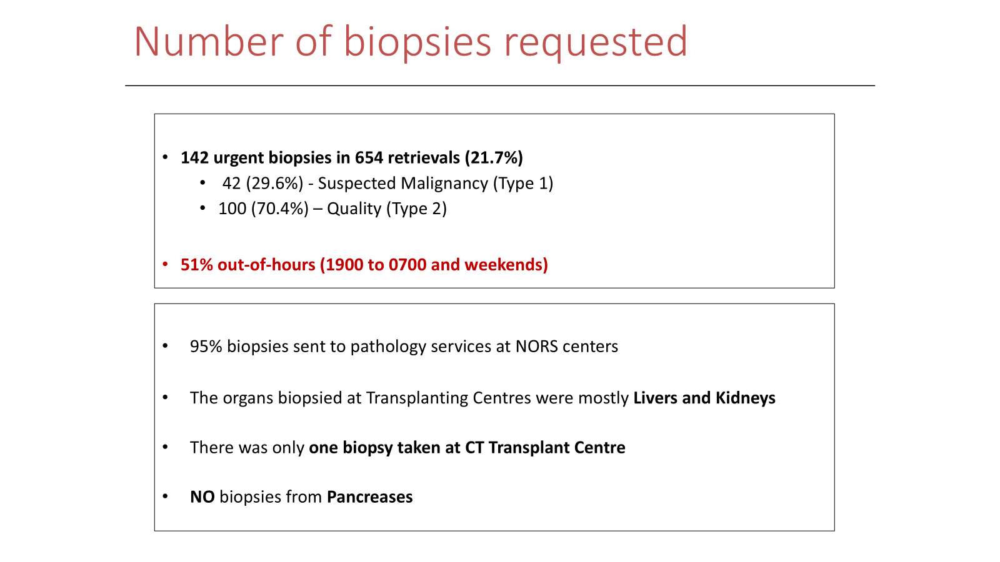 Number of biopsies requested
• 142 urgent biopsies in 654 retrievals (21.7%)
• 42 (29.6%) - Suspected Malignancy (Type 1)
• 100 (70.4%) – Quality (Type 2)
• 51% out-of-hours (1900 to 0700 and weekends)
• 95% biopsies sent to pathology services at NORS centers
• The organs biopsied at Transplanting Centres were mostly Livers and Kidneys
• There was only one biopsy taken at CT Transplant Centre
• NO biopsies from Pancreases